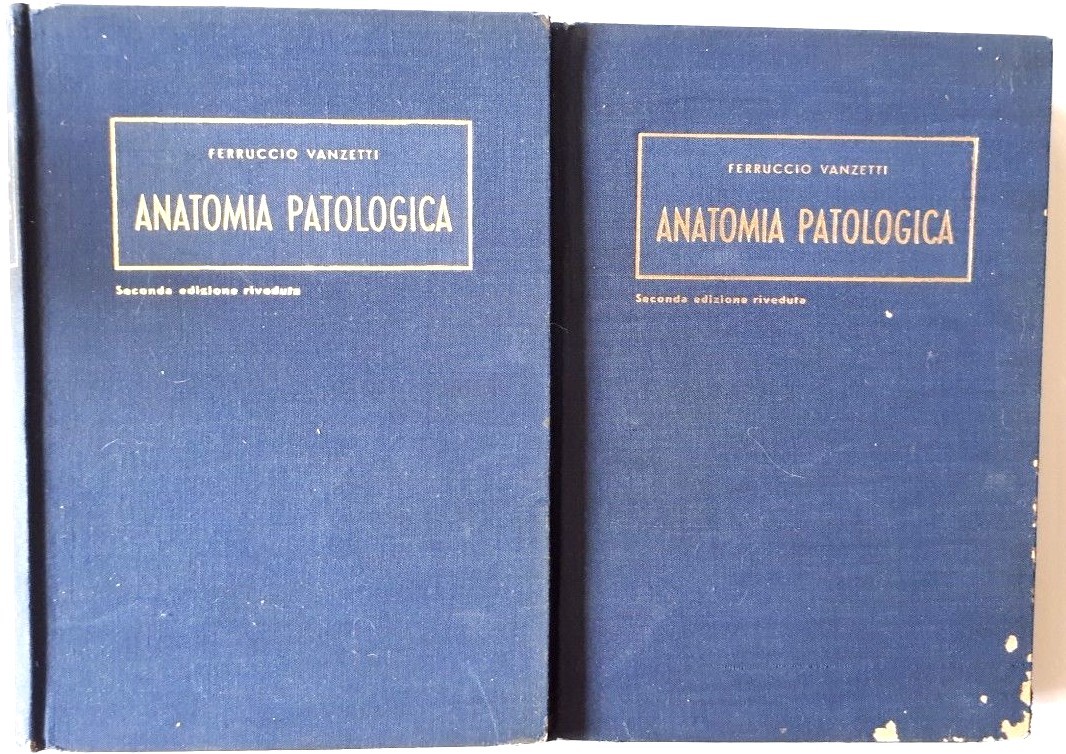 FERRUCCIO VANZETTI
ANATOMIA PATOLOGICA
Seconda edizione riveduta
FERRUCCIO VANZETTI
ANATOMIA PATOLOGICA
Seconda edizione riveduta